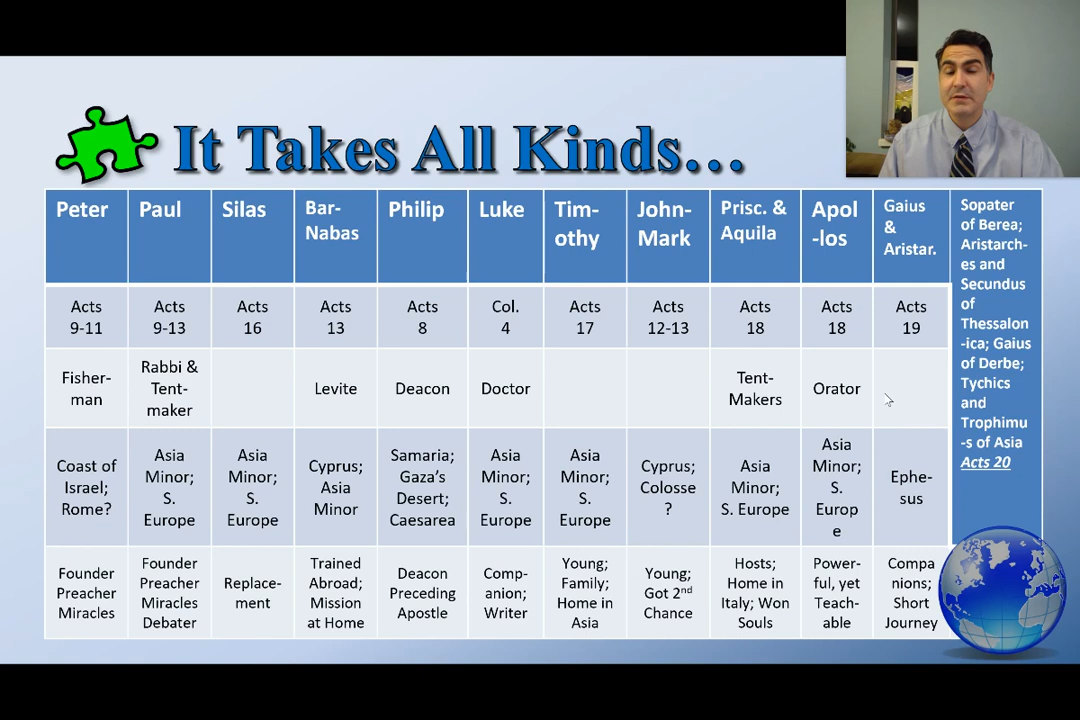 It Takes All Kinds...
Peter
Paul
Silas
Bar-
Nabas
Philip
Luke
Tim-
othy
John-
Mark
Prisc. &
Aquila
Apol
-los
Gaius
&
Aristar.
Sopater
of Berea;
Aristarch-
es and
Secundus
of
Thessalon
-ica; Gaius
of Derbe;
Tychics
and
Trophimu
-s of Asia
Acts 20
Acts
9-11
Acts
9-13
Acts
16
Acts
13
Acts
8
Col.
4
Acts
17
Acts
12-13
Acts
18
Acts
18
Acts
19
Fisher-
man
Rabbi &
Tent-
maker
Levite
Deacon
Doctor
Tent-
Makers
Orator
Coast of
Israel;
Rome?
Asia
Minor;
S.
Europe
Asia
Minor;
S.
Europe
Cyprus;
Asia
Minor
Samaria;
Gaza's
Desert;
Caesarea
Asia
Minor;
S.
Europe
Asia
Minor;
S.
Europe
Cyprus;
Colosse
?
Asia
Minor;
S. Europe
Asia
Minor;
S.
Europ
e
Ephe-
sus
Founder
Preacher
Miracles
Founder
Preacher
Miracles
Debater
Replace-
ment
Trained
Abroad;
Mission
at Home
Deacon
Preceding
Apostle
Comp-
anion;
Writer
Young;
Family;
Home in
Asia
Young;
Got 2nd
Chance
Hosts;
Home in
Italy; Won
Souls
Power-
ful, yet
Teach-
able
Compa
nions;
Short
Journey